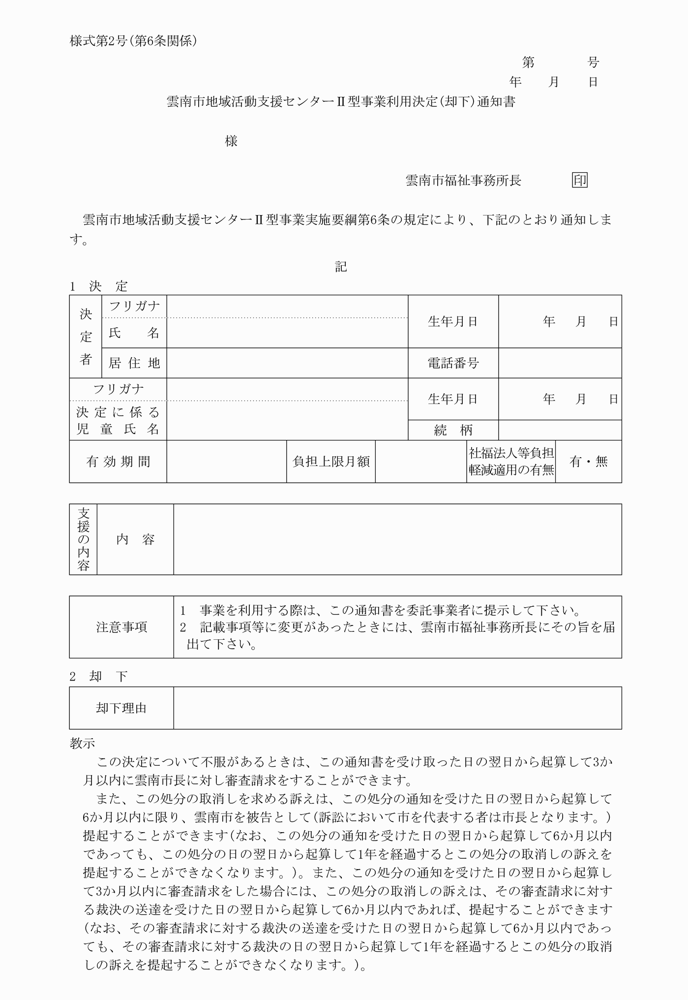 様式第2号(第6条関係)
第　　　　号
年　　月　　日
雲南市地域活動支援センターⅡ型事業利用決定(却下)通知書
様
雲南市福祉事務所長　　　　印
雲南市地域活動支援センターⅡ型事業実施要綱第6条の規定により、下記のとおり通知しま
す。
記
1　決　定
決定者
フリガナ
氏　　名
生年月日
年　月　日
居住地
電話番号
フリガナ
決定に係る
児童氏名
生年月日
年　月　日
続　柄
有効期間
負担上限月額
社福法人等負担
軽減適用の有無
有・無
支援の内容
内　容
注意事項
1　事業を利用する際は、この通知書を委託事業者に提示して下さい。
2　記載事項等に変更があったときには、雲南市福祉事務所長にその旨を届
出て下さい。
2　却　下
却下理由
教示
この決定について不服があるときは、この通知書を受け取った日の翌日から起算して3か
月以内に雲南市長に対し審査請求をすることができます。
また、この処分の取消しを求める訴えは、この処分の通知を受けた日の翌日から起算して
6か月以内に限り、雲南市を被告として(訴訟において市を代表する者は市長となります。)
提起することができます(なお、この処分の通知を受けた日の翌日から起算して6か月以内
であっても、この処分の日の翌日から起算して1年を経過するとこの処分の取消しの訴えを
提起することができなくなります。)。また、この処分の通知を受けた日の翌日から起算し
て3か月以内に審査請求をした場合には、この処分の取消しの訴えは、その審査請求に対す
る裁決の送達を受けた日の翌日から起算して6か月以内であれば、提起することができます
(なお、その審査請求に対する裁決の送達を受けた日の翌日から起算して6か月以内であっ
ても、その審査請求に対する裁決の日の翌日から起算して1年を経過するとこの処分の取消
しの訴えを提起することができなくなります。)。